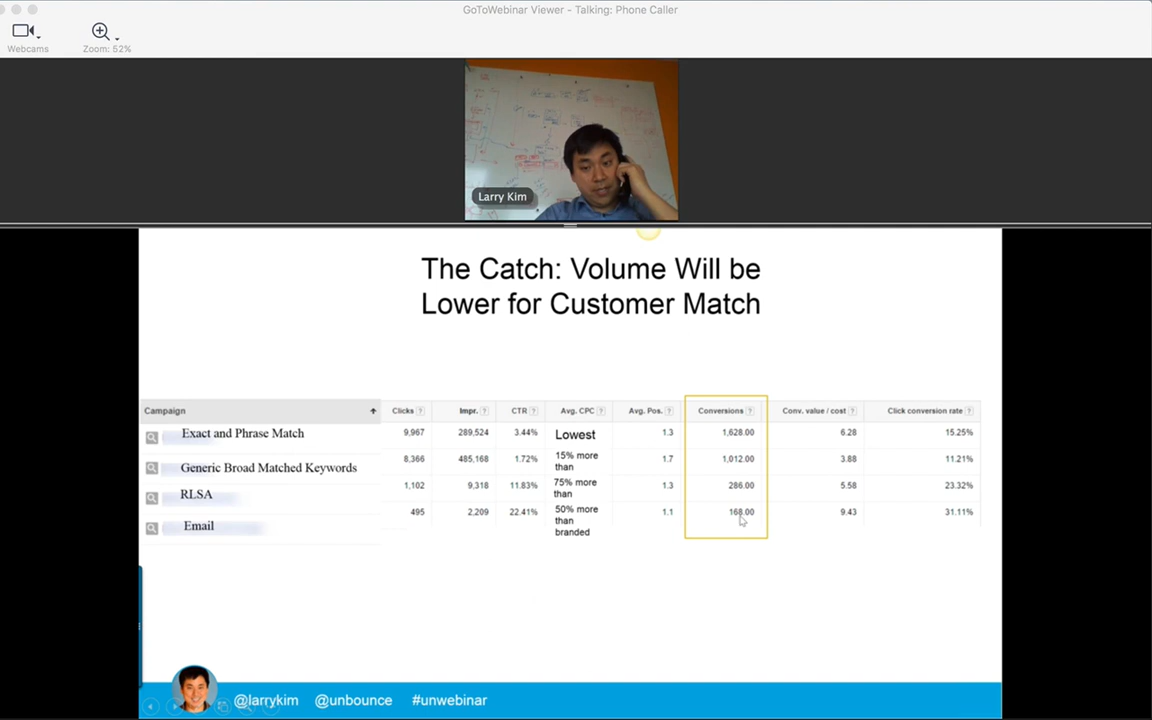 GoToWebinar Viewer - Talking: Phone Caller
Webcams
Zoom: 52%
Larry Kim
The Catch: Volume Will be
Lower for Customer Match
Campaign Clicks ? Impr. ? CTR ? Avg. CPC ? Avg. Pos. ? Conversions ? Conv. value / cost ? Click conversion rate ?
Exact and Phrase Match 9,967 289,524 3.44% Lowest 1.3 1,628.00 6.28 15.25%
Generic Broad Matched Keywords 8,366 485,168 1.72% 15% more than 1.7 1,012.00 3.88 11.21%
RLSA 1,102 9,318 11.83% 75% more than 1.3 286.00 5.58 23.32%
Email 495 2,209 22.41% 50% more than branded 1.1 168.00 9.43 31.11%
@larrykim @unbounce #unwebinar